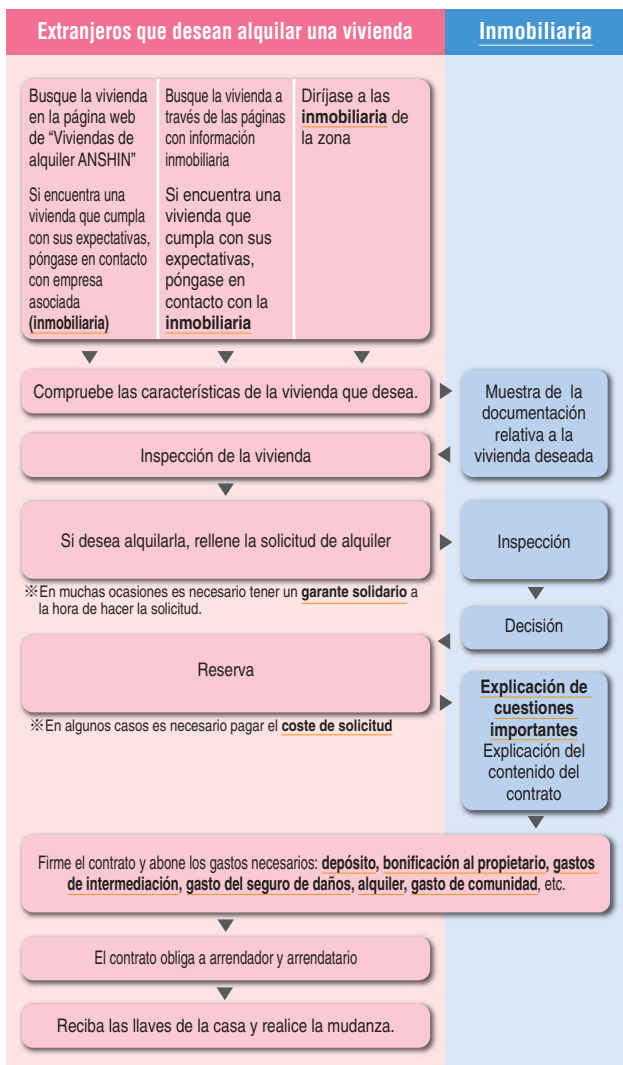 Extranjeros que desean alquilar una vivienda
Inmobiliaria
Busque la vivienda
en la página web
de “Viviendas de
alquiler ANSHIN”
Si encuentra una
vivienda que cumpla
con sus expectativas,
póngase en contacto
con empresa
asociada
(inmobiliaria)
Busque la vivienda a
través de las páginas
con información
inmobiliaria
Si encuentra una
vivienda que
cumpla con sus
expectativas,
póngase en
contacto con la
inmobiliaria
Diríjase a las
inmobiliaria de
la zona
Compruebe las características de la vivienda que desea.
Muestra de la
documentación
relativa a la
vivienda deseada
Inspección de la vivienda
Si desea alquilarla, rellene la solicitud de alquiler
Inspección
※En muchas ocasiones es necesario tener un garante solidario a
la hora de hacer la solicitud.
Decisión
Reserva
※En algunos casos es necesario pagar el coste de solicitud
Explicación de
cuestiones
importantes
Explicación del
contenido del
contrato
Firme el contrato y abone los gastos necesarios: depósito, bonificación al propietario, gastos
de intermediación, gasto del seguro de daños, alquiler, gasto de comunidad, etc.
El contrato obliga a arrendador y arrendatario
Reciba las llaves de la casa y realice la mudanza.